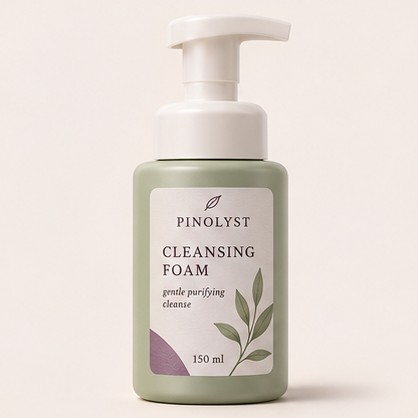 PINOLYST
CLEANSING
FOAM
gentle purifying
cleanse
150 ml